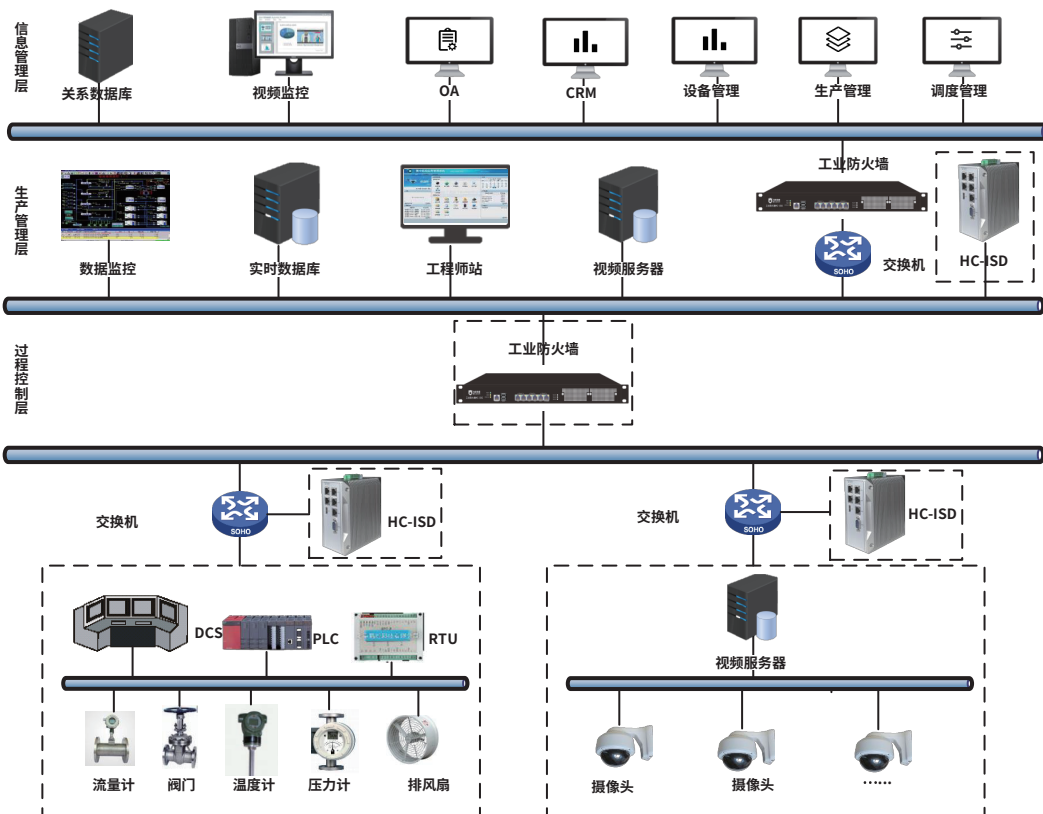 信息管理层
关系数据库
视频监控
OA
CRM
设备管理
生产管理
调度管理
生产管理层
数据监控
实时数据库
工程师站
视频服务器
工业防火墙
SOHO
交换机
HC-ISD
过程控制层
工业防火墙
交换机
SOHO
HC-ISD
交换机
SOHO
HC-ISD
DCS
PLC
RTU
流量计
阀门
温度计
压力计
排风扇
视频服务器
摄像头
摄像头
……